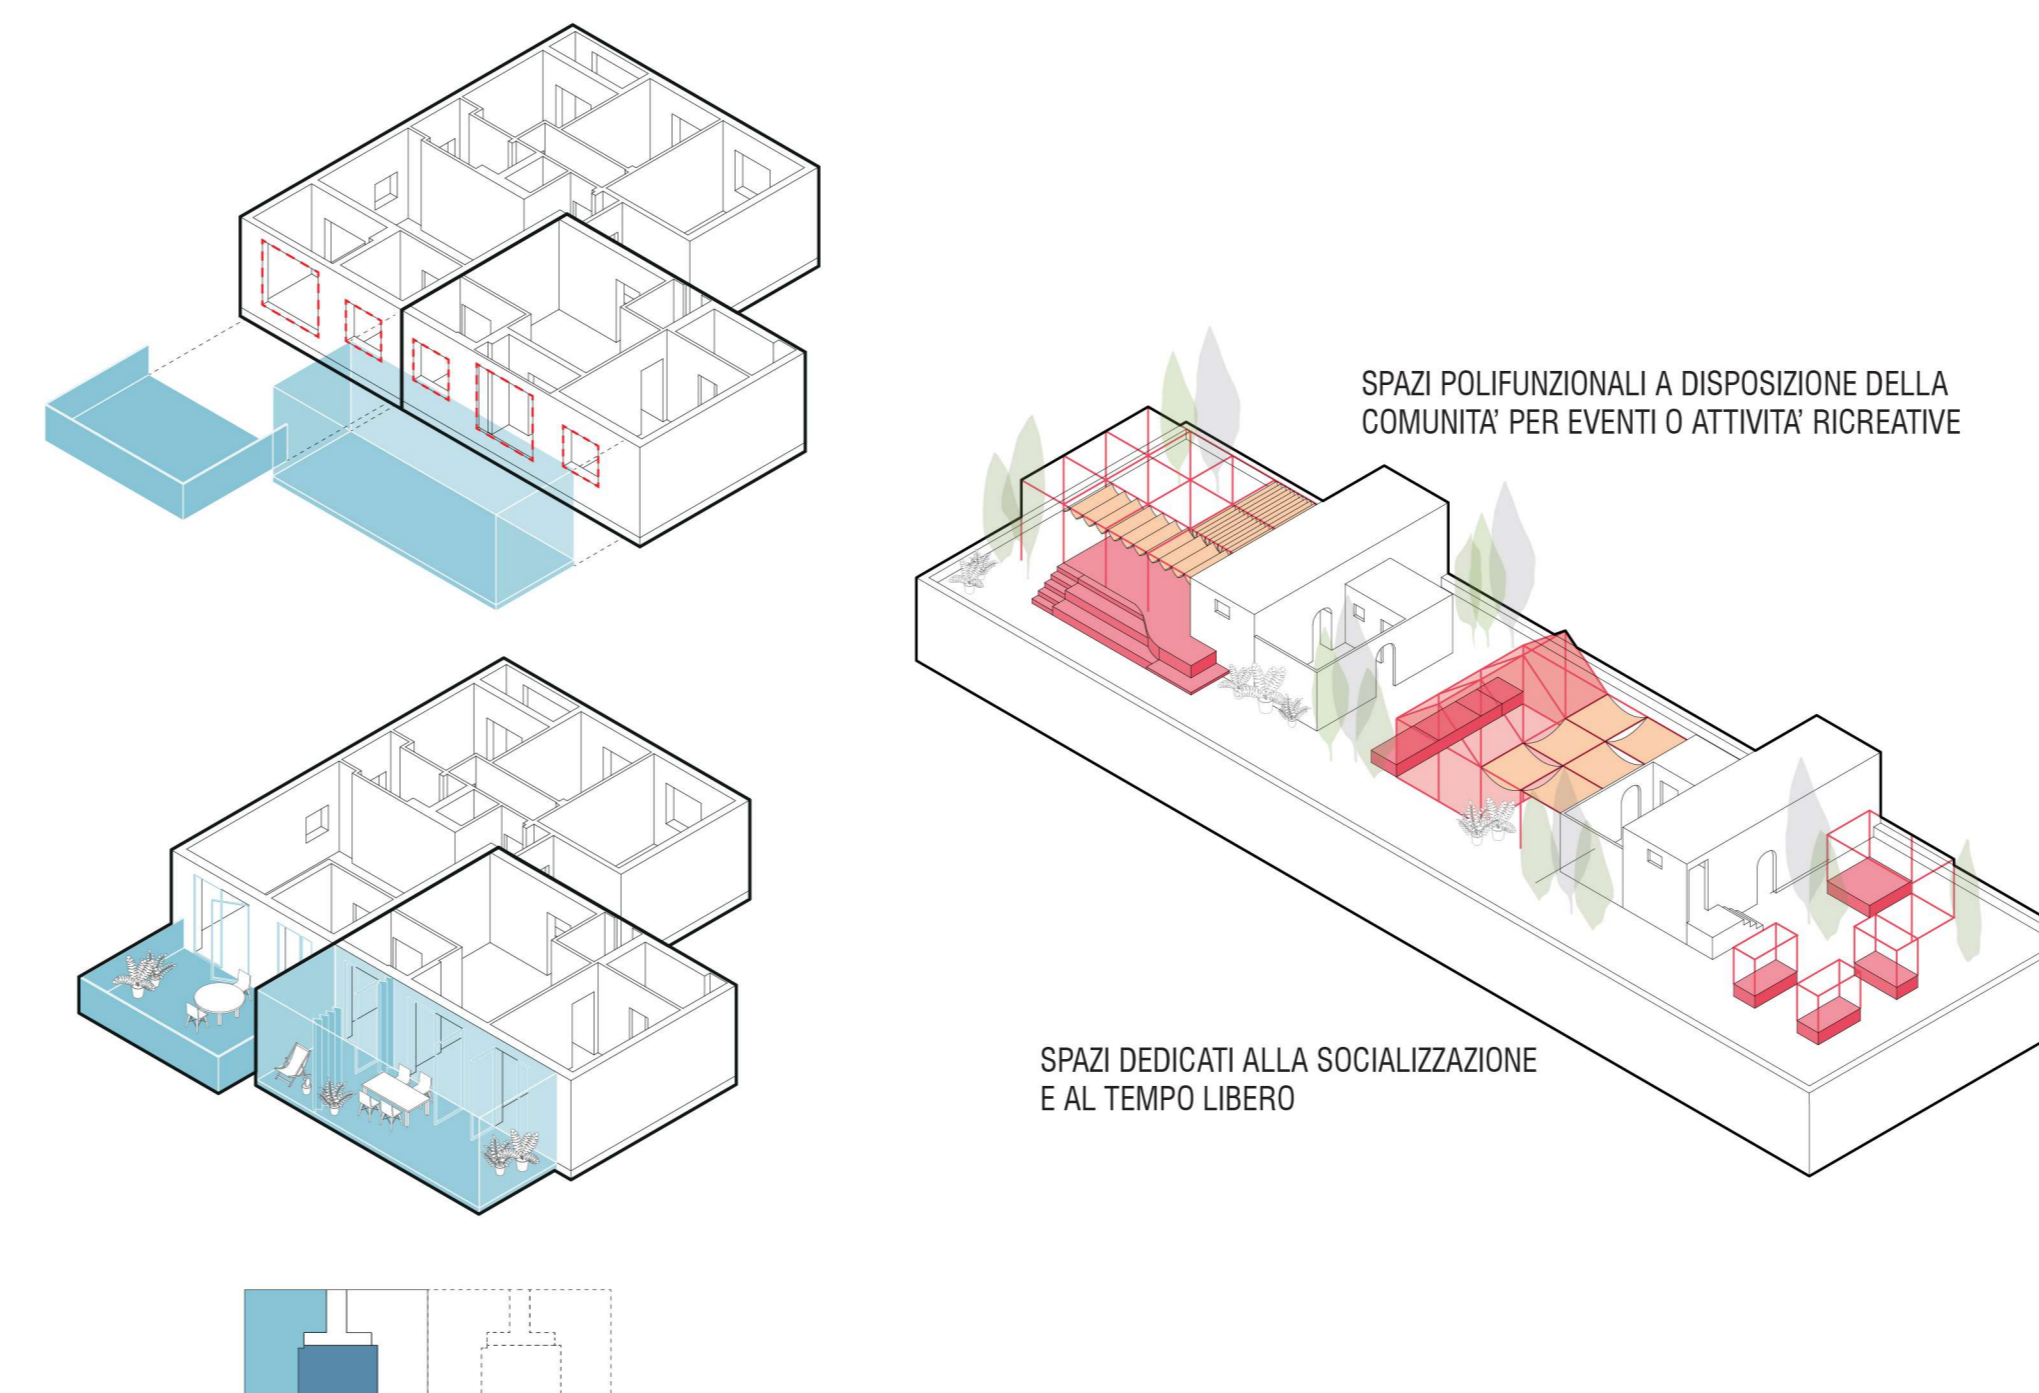 SPAZI POLIFUNZIONALI A DISPOSIZIONE DELLA
COMUNITA' PER EVENTI O ATTIVITA' RICREATIVE
SPAZI DEDICATI ALLA SOCIALIZZAZIONE
E AL TEMPO LIBERO